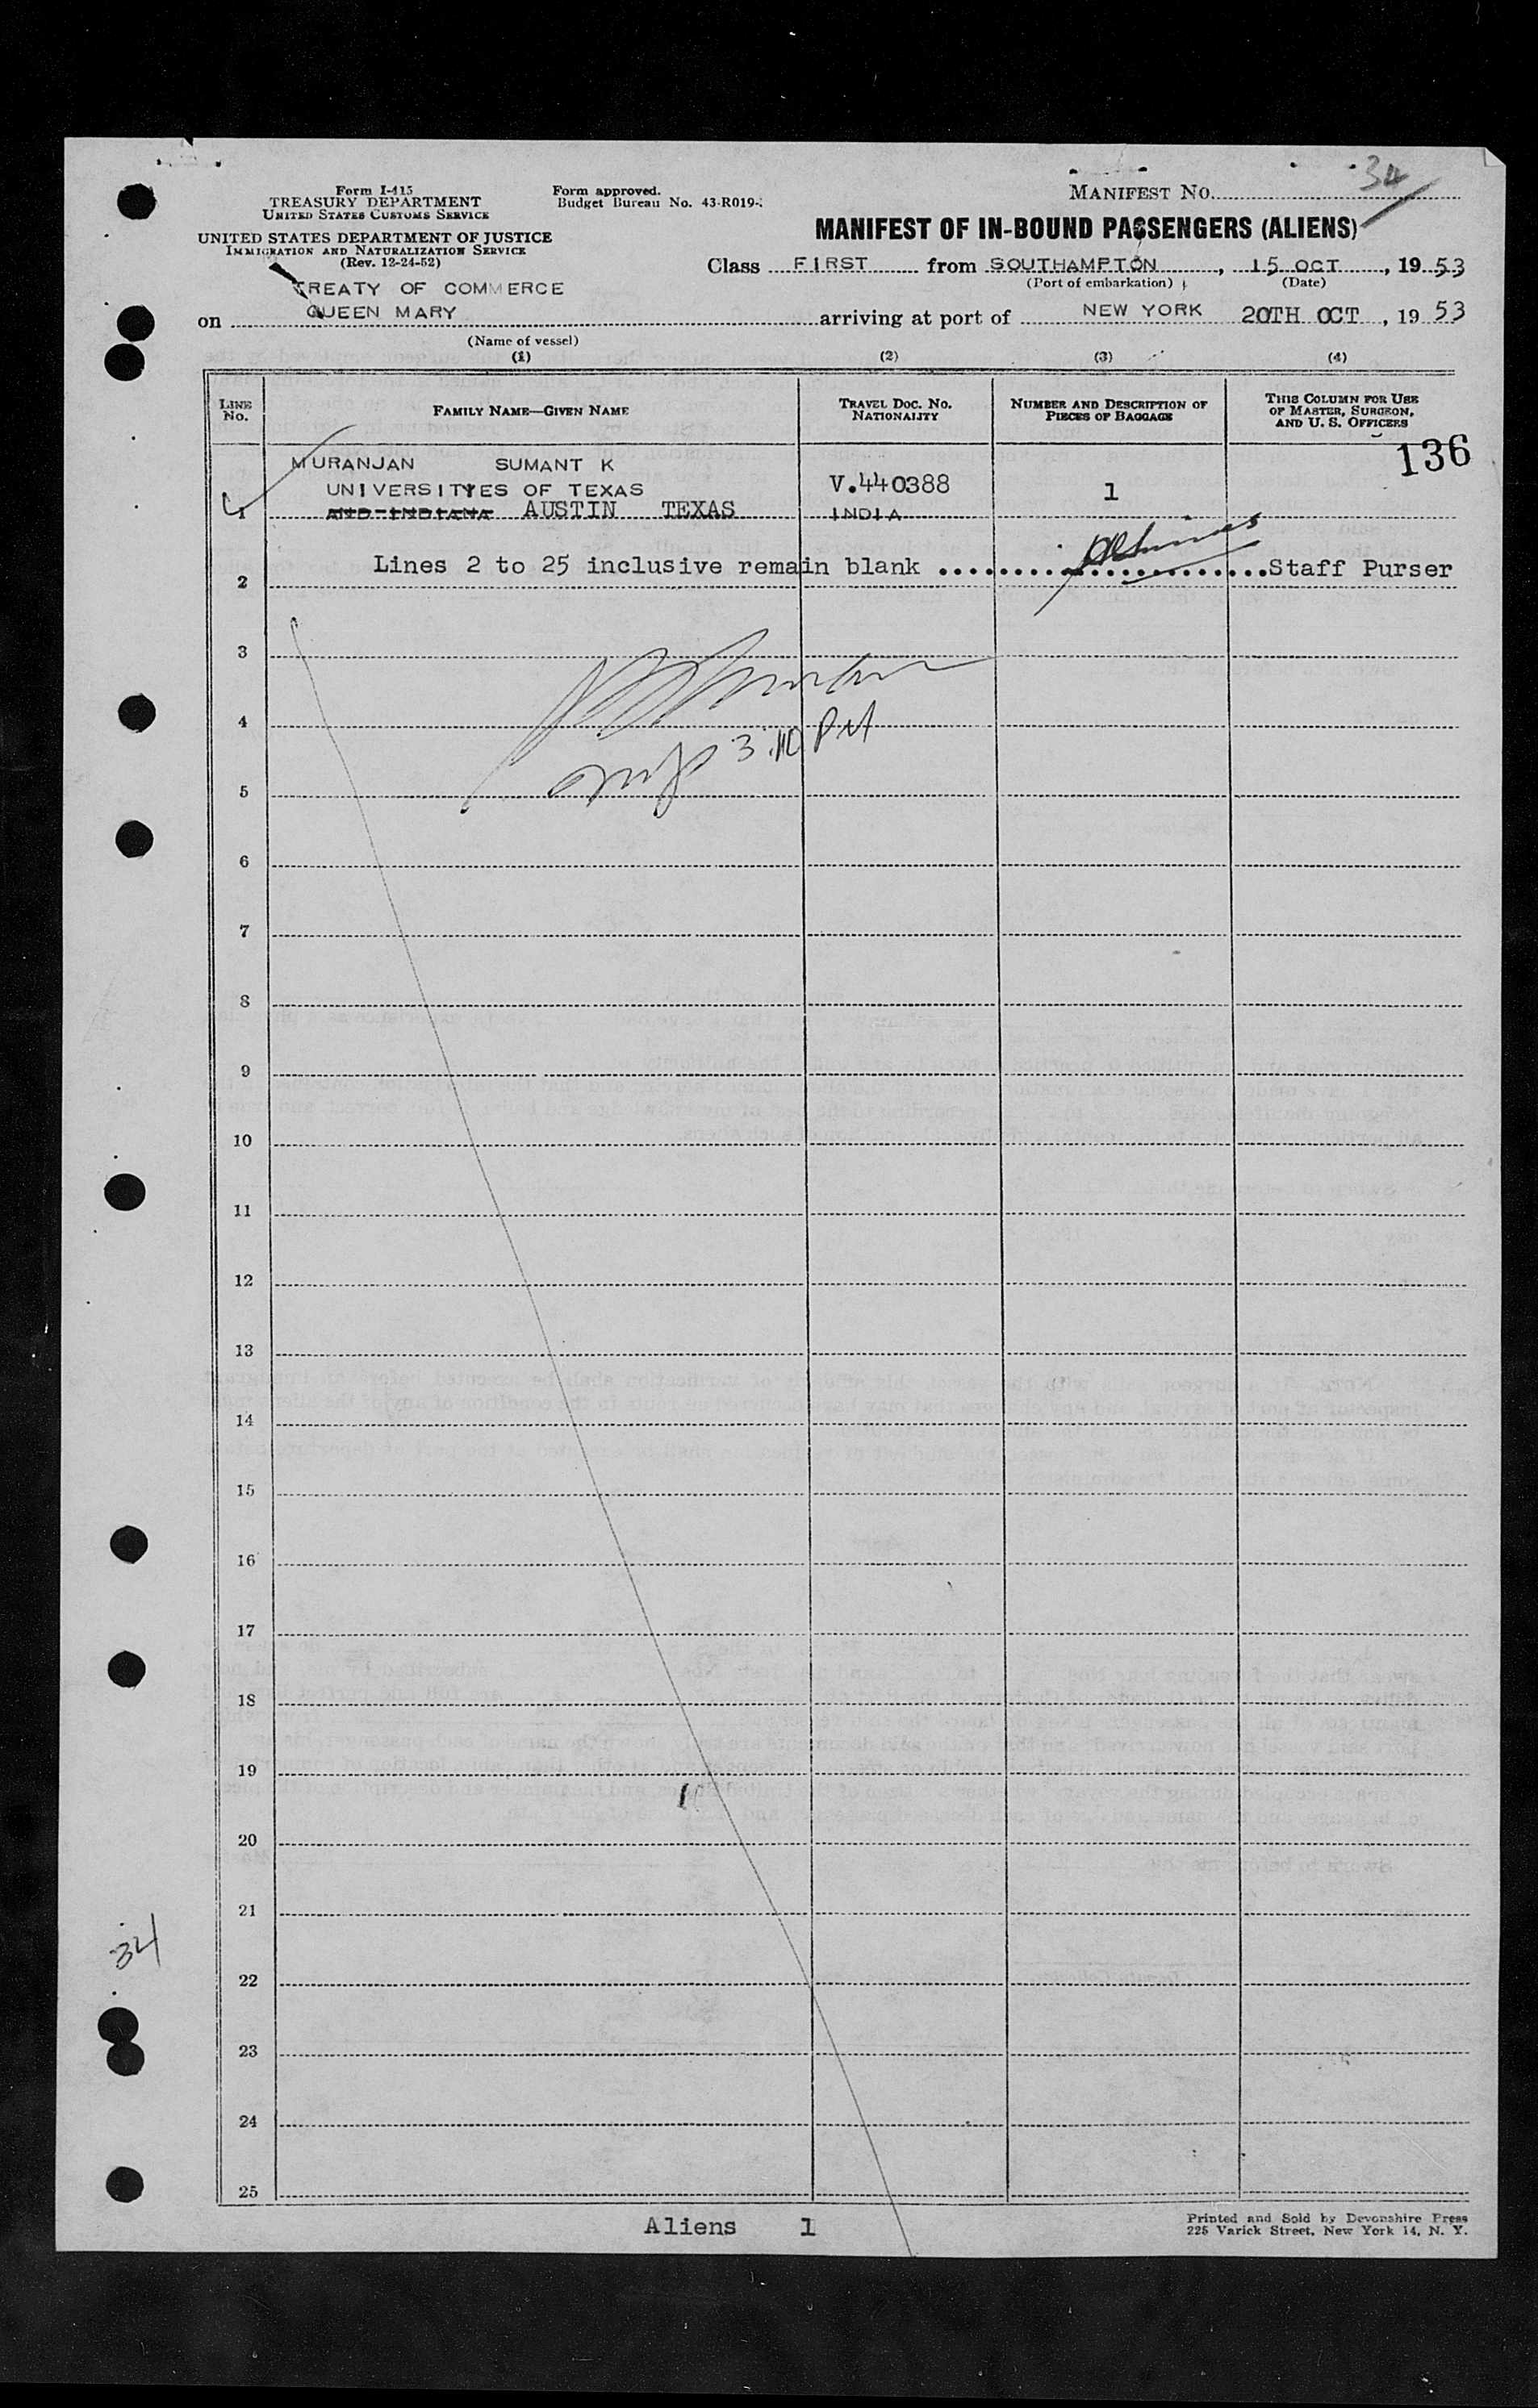 Form I-415
TREASURY DEPARTMENT
UNITED STATES CUSTOMS SERVICE
UNITED STATES DEPARTMENT OF JUSTICE
IMMIGRATION AND NATURALIZATION SERVICE
(Rev. 12-24-52)
Form approved.
Budget Bureau No. 43-R019-
MANIFEST NO. 34
MANIFEST OF IN-BOUND PASSENGERS (ALIENS)
Class FIRST from SOUTHAMPTON, 15 OCT, 1953
(Port of embarkation) (Date)
TREATY OF COMMERCE
on QUEEN MARY arriving at port of NEW YORK 20TH OCT, 1953
(Name of vessel)
(1) (2) (3) (4)
LINE No. FAMILY NAME—GIVEN NAME TRAVEL DOC. NO. NATIONALITY NUMBER AND DESCRIPTION OF PIECES OF BAGGAGE THIS COLUMN FOR USE OF MASTER, SURGEON, AND U. S. OFFICERS
136
MURANJAN SUMANT K
UNIVERSITYES OF TEXAS V.440388 1
1 AND INDIANA AUSTIN TEXAS INDIA
Lines 2 to 25 inclusive remain blank ...................... Staff Purser
2
3
4
3.10 PM
5
6
7
8
9
10
11
12
13
14
15
16
17
18
19
20
21
34
22
23
24
25
Aliens 1
Printed and Sold by Devonshire Press
225 Varick Street, New York 14, N. Y.